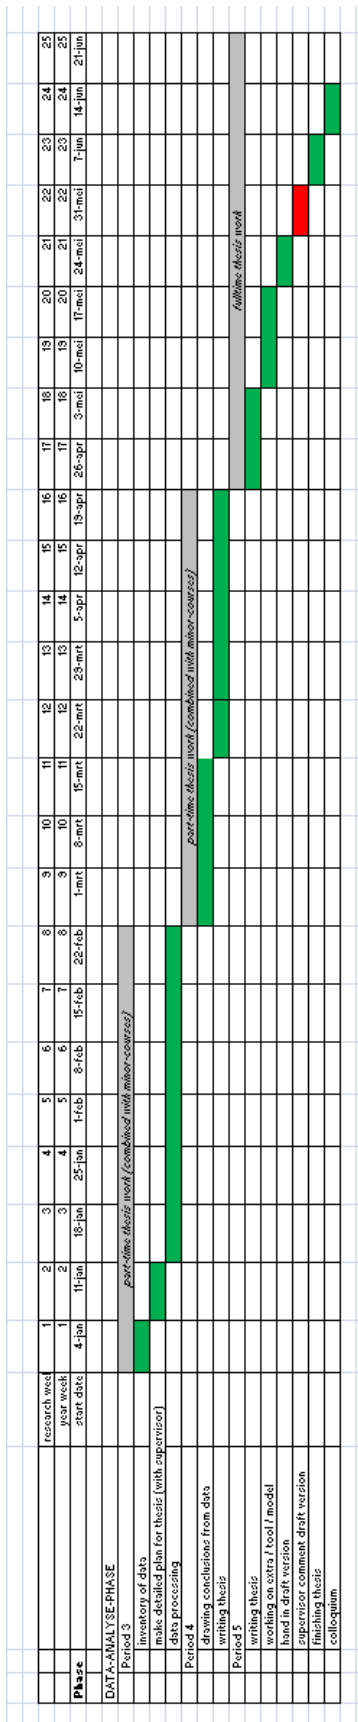 research week 1 2 3 4 5 6 7 8 9 10 11 12 13 14 15 16 17 18 19 20 21 22 23 24 25
year week 1 2 3 4 5 6 7 8 9 10 11 12 13 14 15 16 17 18 19 20 21 22 23 24 25
Phase start date 4-jan 11-jan 18-jan 25-jan 1-feb 8-feb 15-feb 22-feb 1-mrt 8-mrt 15-mrt 22-mrt 29-mrt 5-apr 12-apr 19-apr 26-apr 3-mei 10-mei 17-mei 24-mei 31-mei 7-jun 14-jun 21-jun
DATA-ANALYSE-PHASE
Period 3 part-time thesis work (combined with minor-courses)
inventory of data
make detailed plan for thesis (with supervisor)
data processing
Period 4 part-time thesis work (combined with minor-courses)
drawing conclusions from data
writing thesis
Period 5 fulltime thesis work
writing thesis
working on extra / tool / model
hand in draft version
supervisor comment draft version
finishing thesis
colloquium